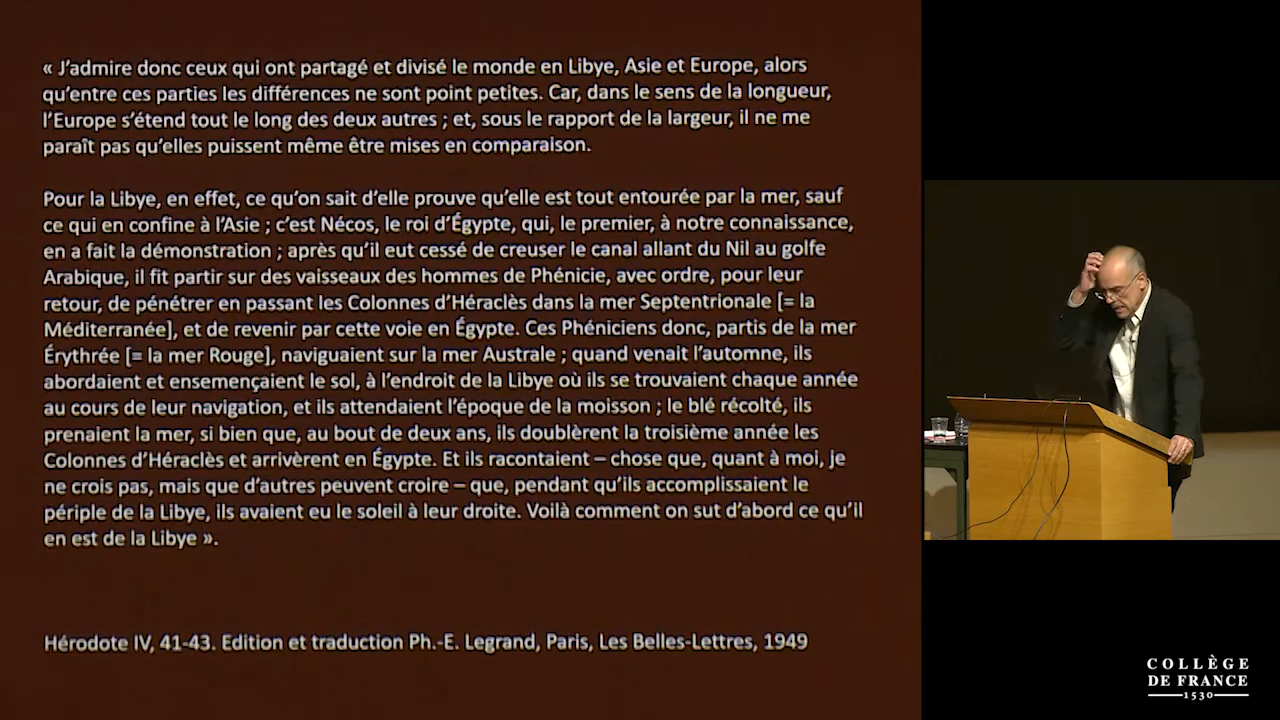 « J’admire donc ceux qui ont partagé et divisé le monde en Libye, Asie et Europe, alors
qu’entre ces parties les différences ne sont point petites. Car, dans le sens de la longueur,
l’Europe s’étend tout le long des deux autres ; et, sous le rapport de la largeur, il ne me
paraît pas qu’elles puissent même être mises en comparaison.
Pour la Libye, en effet, ce qu’on sait d’elle prouve qu’elle est tout entourée par la mer, sauf
ce qui en confine à l’Asie ; c’est Nécos, le roi d’Égypte, qui, le premier, à notre connaissance,
en a fait la démonstration ; après qu’il eut cessé de creuser le canal allant du Nil au golfe
Arabique, il fit partir sur des vaisseaux des hommes de Phénicie, avec ordre, pour leur
retour, de pénétrer en passant les Colonnes d’Héraclès dans la mer Septentrionale [= la
Méditerranée], et de revenir par cette voie en Égypte. Ces Phéniciens donc, partis de la mer
Érythrée [= la mer Rouge], naviguaient sur la mer Australe ; quand venait l’automne, ils
abordaient et ensemençaient le sol, à l’endroit de la Libye où ils se trouvaient chaque année
au cours de leur navigation, et ils attendaient l’époque de la moisson ; le blé récolté, ils
prenaient la mer, si bien que, au bout de deux ans, ils doublèrent la troisième année les
Colonnes d’Héraclès et arrivèrent en Égypte. Et ils racontaient – chose que, quant à moi, je
ne crois pas, mais que d’autres peuvent croire – que, pendant qu’ils accomplissaient le
périple de la Libye, ils avaient eu le soleil à leur droite. Voilà comment on sut d’abord ce qu’il
en est de la Libye ».
Hérodote IV, 41-43. Edition et traduction Ph.-E. Legrand, Paris, Les Belles-Lettres, 1949
COLLÈGE
DE FRANCE
1530